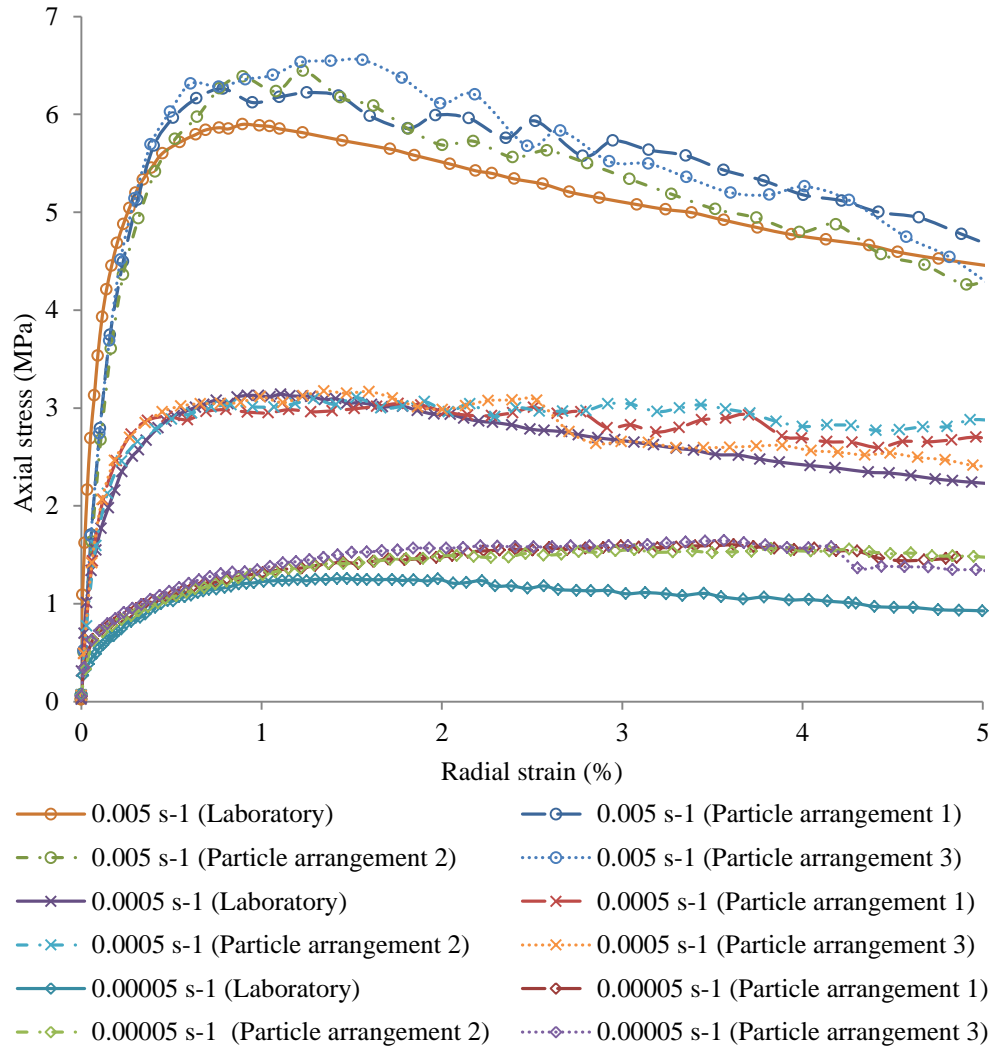 7
6
5
4
3
2
1
0
Axial stress (MPa)
0 1 2 3 4 5
Radial strain (%)
0.005 s-1 (Laboratory) 0.005 s-1 (Particle arrangement 1)
0.005 s-1 (Particle arrangement 2) 0.005 s-1 (Particle arrangement 3)
0.0005 s-1 (Laboratory) 0.0005 s-1 (Particle arrangement 1)
0.0005 s-1 (Particle arrangement 2) 0.0005 s-1 (Particle arrangement 3)
0.00005 s-1 (Laboratory) 0.00005 s-1 (Particle arrangement 1)
0.00005 s-1 (Particle arrangement 2) 0.00005 s-1 (Particle arrangement 3)